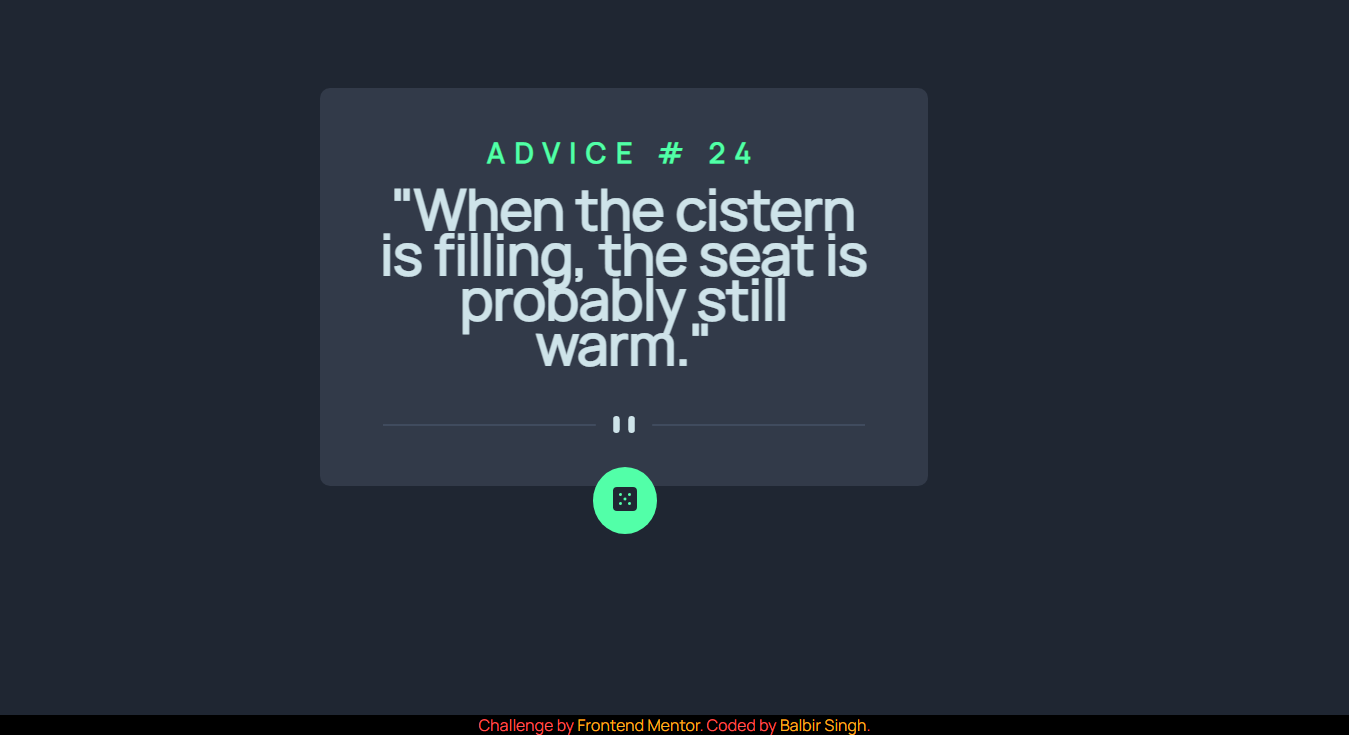 ADVICE # 24
"When the cistern
is filling, the seat is
probably still
warm."
Challenge by Frontend Mentor. Coded by Balbir Singh.